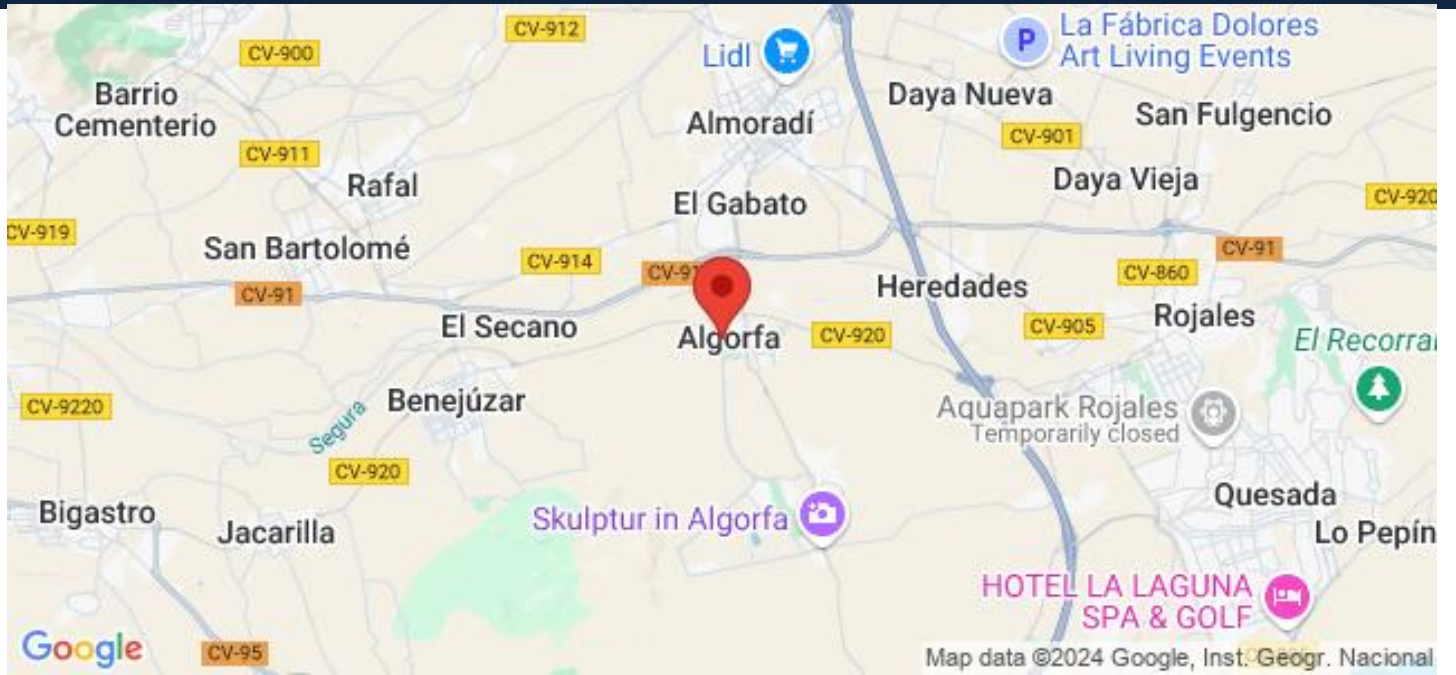 CV-912
La Fábrica Dolores
Art Living Events
P
CV-900
Lidl
Barrio
Cementerio
Daya Nueva
San Fulgencio
Almoradí
CV-901
CV-911
Rafal
Daya Vieja
El Gabato
CV-920
CV-919
San Bartolomé
CV-914
CV-91
CV-91
CV-860
CV-91
Heredades
El Secano
Algorfa
CV-920
CV-905
Rojales
El Recorral
CV-9220
Benejúzar
Segura
Aquapark Rojales
Temporarily closed
CV-920
Bigastro
Jacarilla
Skulptur in Algorfa
Quesada
Lo Pepín
HOTEL LA LAGUNA
SPA & GOLF
Google
CV-95
Map data ©2024 Google, Inst. Geogr. Nacional